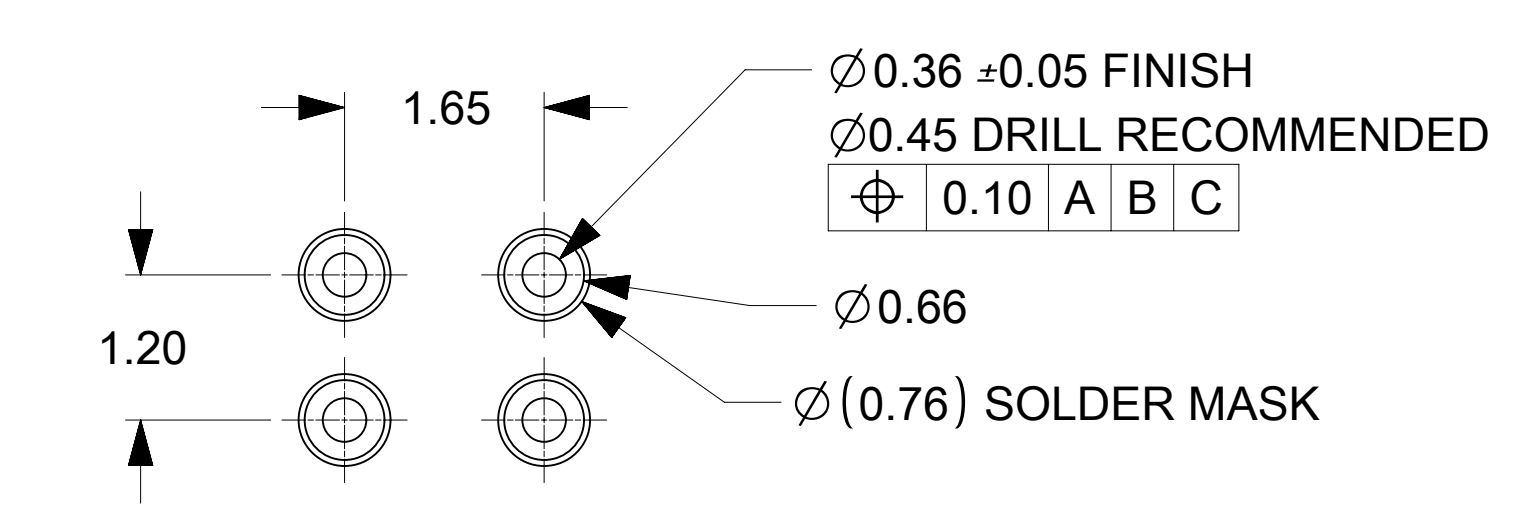 1.65
⌀0.36 ±0.05 FINISH
⌀0.45 DRILL RECOMMENDED
⌖ 0.10 A B C
1.20
⌀0.66
⌀(0.76) SOLDER MASK